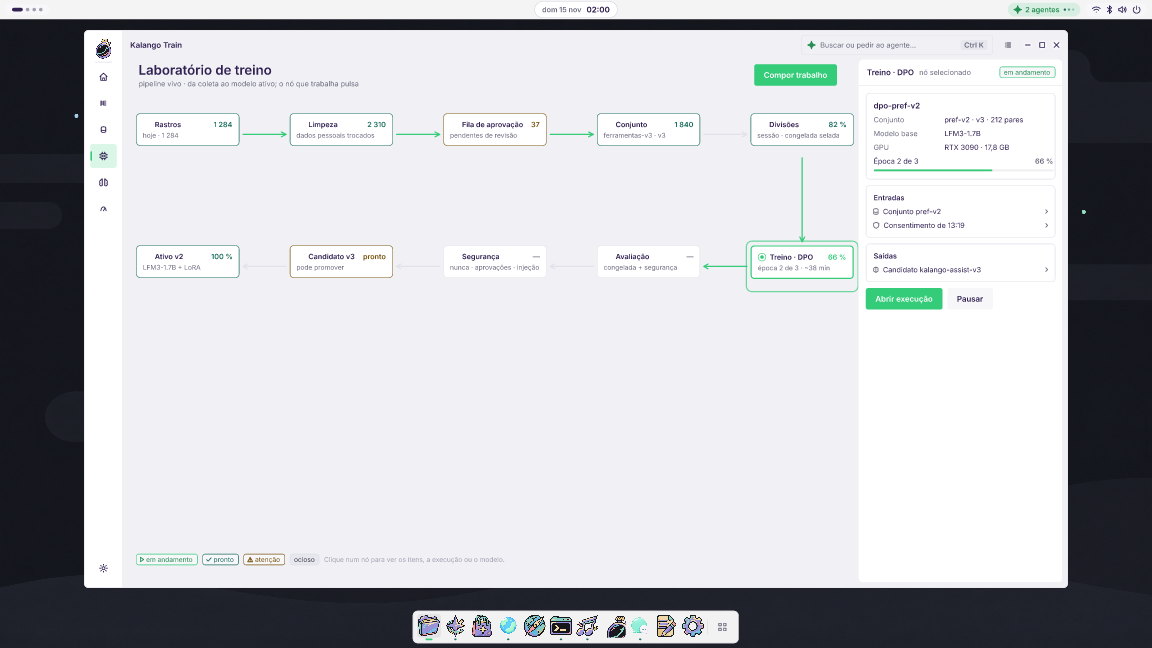 dom 15 nov 02:00
2 agentes
Kalango Train
Buscar ou pedir ao agente...
Ctrl K
Laboratório de treino
pipeline vivo · da coleta ao modelo ativo; o nó que trabalha pulsa
Compor trabalho
Rastros 1 284
hoje · 1 284
Limpeza 2 310
dados pessoais trocados
Fila de aprovação 37
pendentes de revisão
Conjunto 1 840
ferramentas-v3 · v3
Divisões 82 %
sessão · congelada selada
Ativo v2 100 %
LFM3-1.7B + LoRA
Candidato v3 pronto
pode promover
Segurança —
nunca · aprovações · injeção
Avaliação —
congelada + segurança
Treino · DPO 66 %
época 2 de 3 · ~38 min
em andamento
pronto
atenção
ocioso
Clique num nó para ver os itens, a execução ou o modelo.
Treino · DPO nó selecionado
em andamento
dpo-pref-v2
Conjunto pref-v2 · v3 · 212 pares
Modelo base LFM3-1.7B
GPU RTX 3090 · 17,8 GB
Época 2 de 3 66 %
Entradas
Conjunto pref-v2
Consentimento de 13:19
Saídas
Candidato kalango-assist-v3
Abrir execução
Pausar